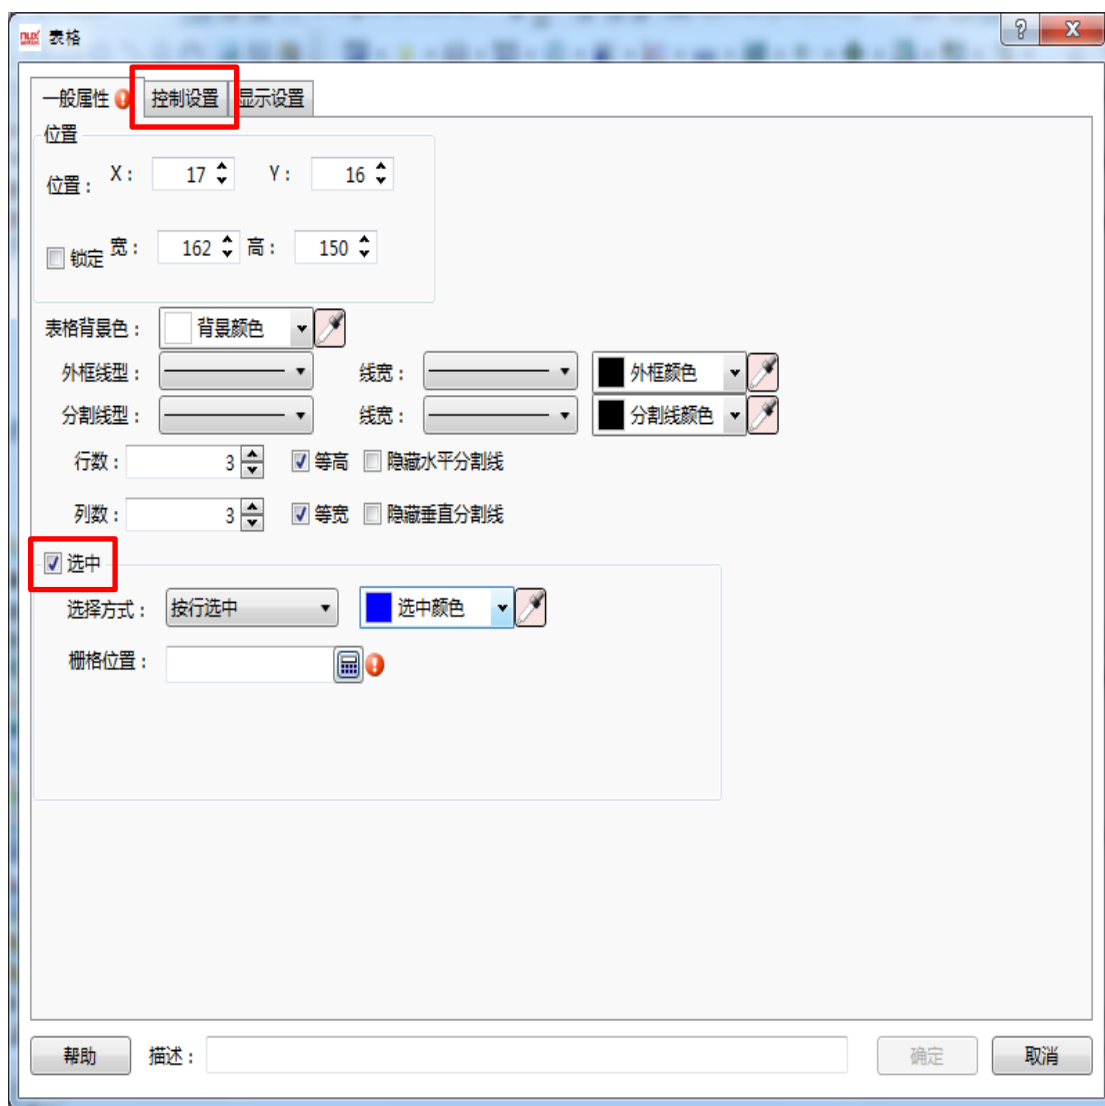 表格
一般属性 控制设置 显示设置
位置
位置： X： 17 Y： 16
锁定 宽： 162 高： 150
表格背景色： 背景颜色
外框线型： 线宽： 外框颜色
分割线型： 线宽： 分割线颜色
行数： 3 等高 隐藏水平分割线
列数： 3 等宽 隐藏垂直分割线
选中
选择方式： 按行选中 选中颜色
栅格位置：
帮助 描述： 确定 取消